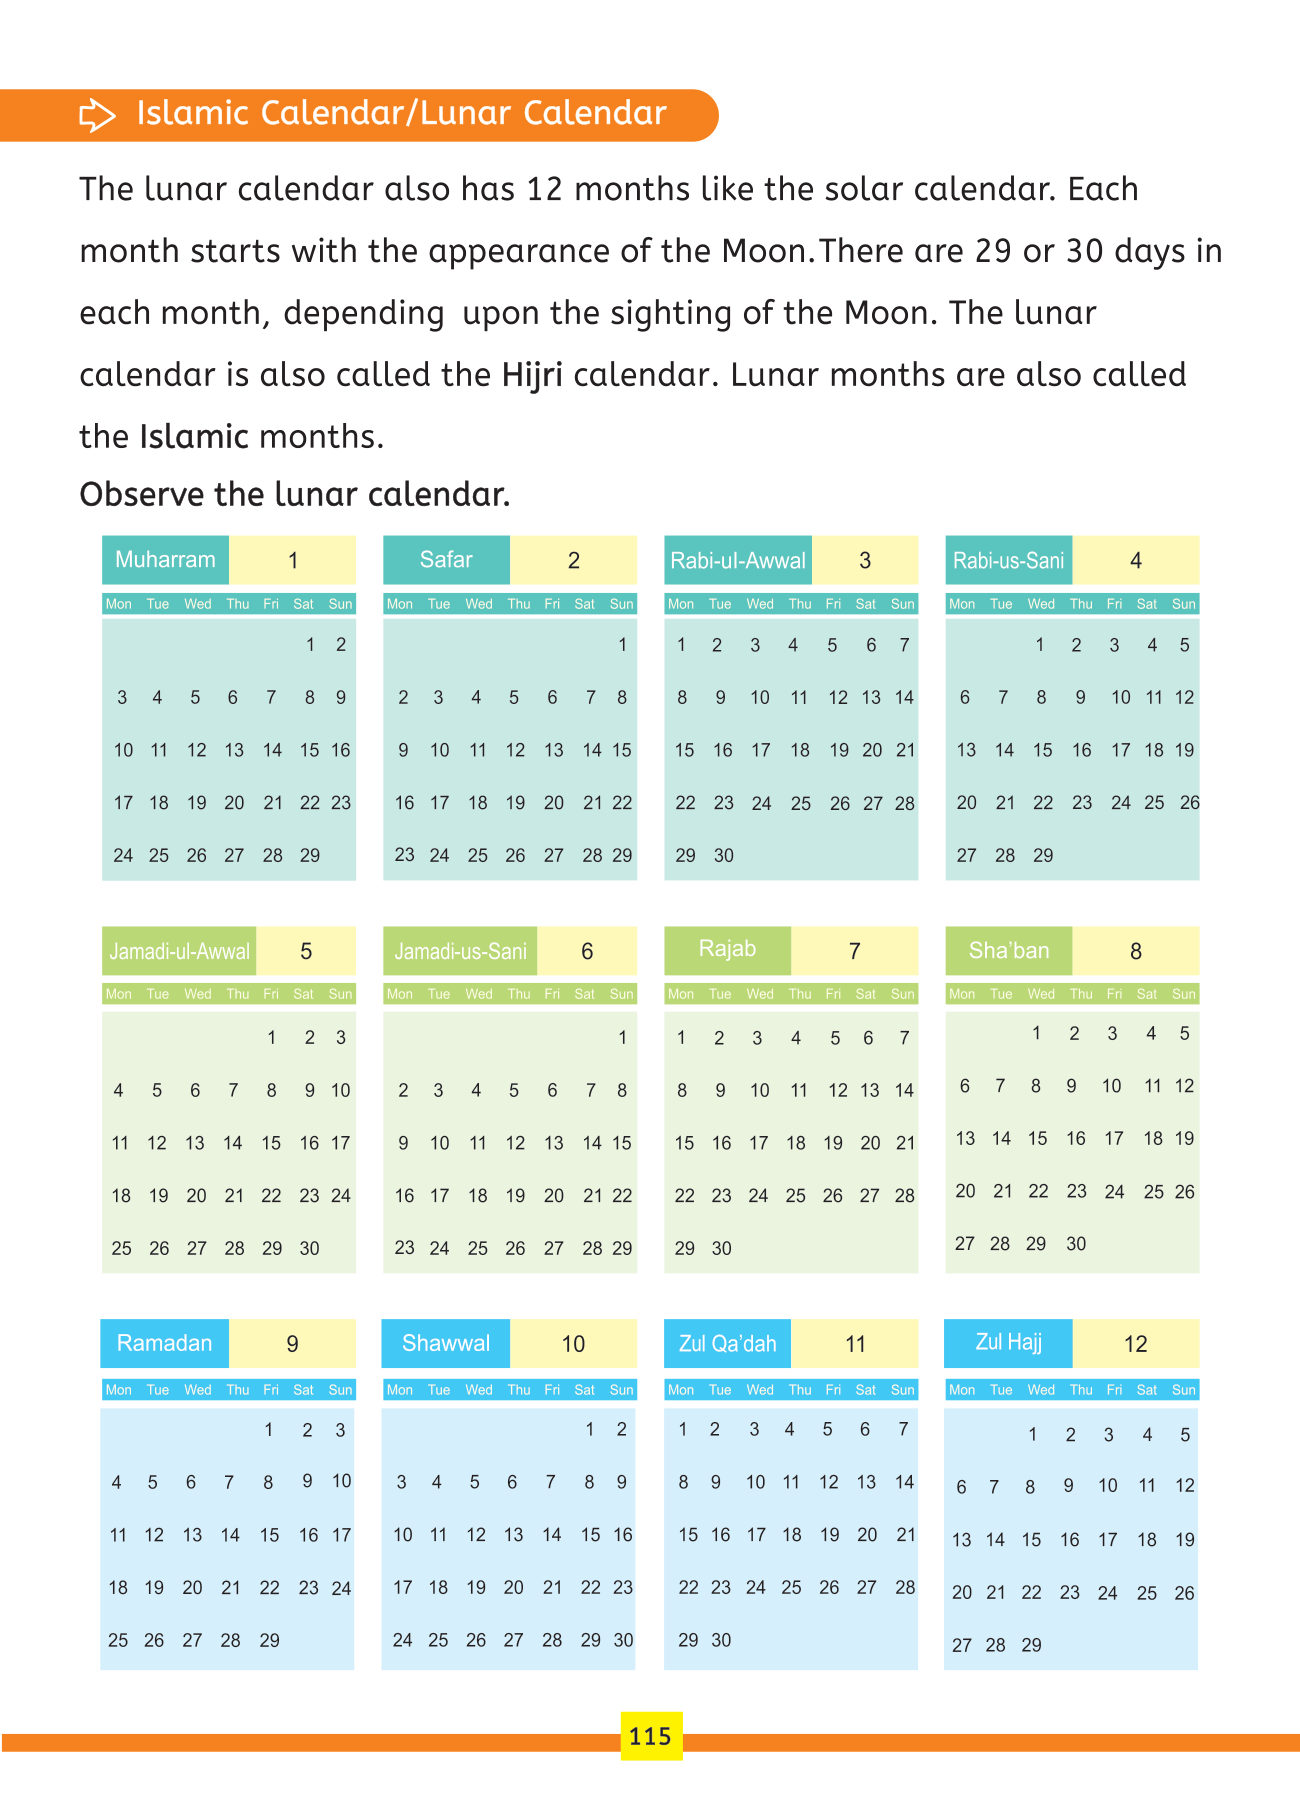 Islamic Calendar/Lunar Calendar
The lunar calendar also has 12 months like the solar calendar. Each
month starts with the appearance of the Moon.There are 29 or 30 days in
each month, depending upon the sighting of the Moon. The lunar
calendar is also called the Hijri calendar. Lunar months are also called
the Islamic months.
Observe the lunar calendar.
Muharram 1
Mon Tue Wed Thu Fri Sat Sun
1 2
3 4 5 6 7 8 9
10 11 12 13 14 15 16
17 18 19 20 21 22 23
24 25 26 27 28 29
Safar 2
Mon Tue Wed Thu Fri Sat Sun
1
2 3 4 5 6 7 8
9 10 11 12 13 14 15
16 17 18 19 20 21 22
23 24 25 26 27 28 29
Rabi-ul-Awwal 3
Mon Tue Wed Thu Fri Sat Sun
1 2 3 4 5 6 7
8 9 10 11 12 13 14
15 16 17 18 19 20 21
22 23 24 25 26 27 28
29 30
Rabi-us-Sani 4
Mon Tue Wed Thu Fri Sat Sun
1 2 3 4 5
6 7 8 9 10 11 12
13 14 15 16 17 18 19
20 21 22 23 24 25 26
27 28 29
Jamadi-ul-Awwal 5
Mon Tue Wed Thu Fri Sat Sun
1 2 3
4 5 6 7 8 9 10
11 12 13 14 15 16 17
18 19 20 21 22 23 24
25 26 27 28 29 30
Jamadi-us-Sani 6
Mon Tue Wed Thu Fri Sat Sun
1
2 3 4 5 6 7 8
9 10 11 12 13 14 15
16 17 18 19 20 21 22
23 24 25 26 27 28 29
Rajab 7
Mon Tue Wed Thu Fri Sat Sun
1 2 3 4 5 6 7
8 9 10 11 12 13 14
15 16 17 18 19 20 21
22 23 24 25 26 27 28
29 30
Sha'ban 8
Mon Tue Wed Thu Fri Sat Sun
1 2 3 4 5
6 7 8 9 10 11 12
13 14 15 16 17 18 19
20 21 22 23 24 25 26
27 28 29 30
Ramadan 9
Mon Tue Wed Thu Fri Sat Sun
1 2 3
4 5 6 7 8 9 10
11 12 13 14 15 16 17
18 19 20 21 22 23 24
25 26 27 28 29
Shawwal 10
Mon Tue Wed Thu Fri Sat Sun
1 2
3 4 5 6 7 8 9
10 11 12 13 14 15 16
17 18 19 20 21 22 23
24 25 26 27 28 29 30
Zul Qa'dah 11
Mon Tue Wed Thu Fri Sat Sun
1 2 3 4 5 6 7
8 9 10 11 12 13 14
15 16 17 18 19 20 21
22 23 24 25 26 27 28
29 30
Zul Hajj 12
Mon Tue Wed Thu Fri Sat Sun
1 2 3 4 5
6 7 8 9 10 11 12
13 14 15 16 17 18 19
20 21 22 23 24 25 26
27 28 29
115